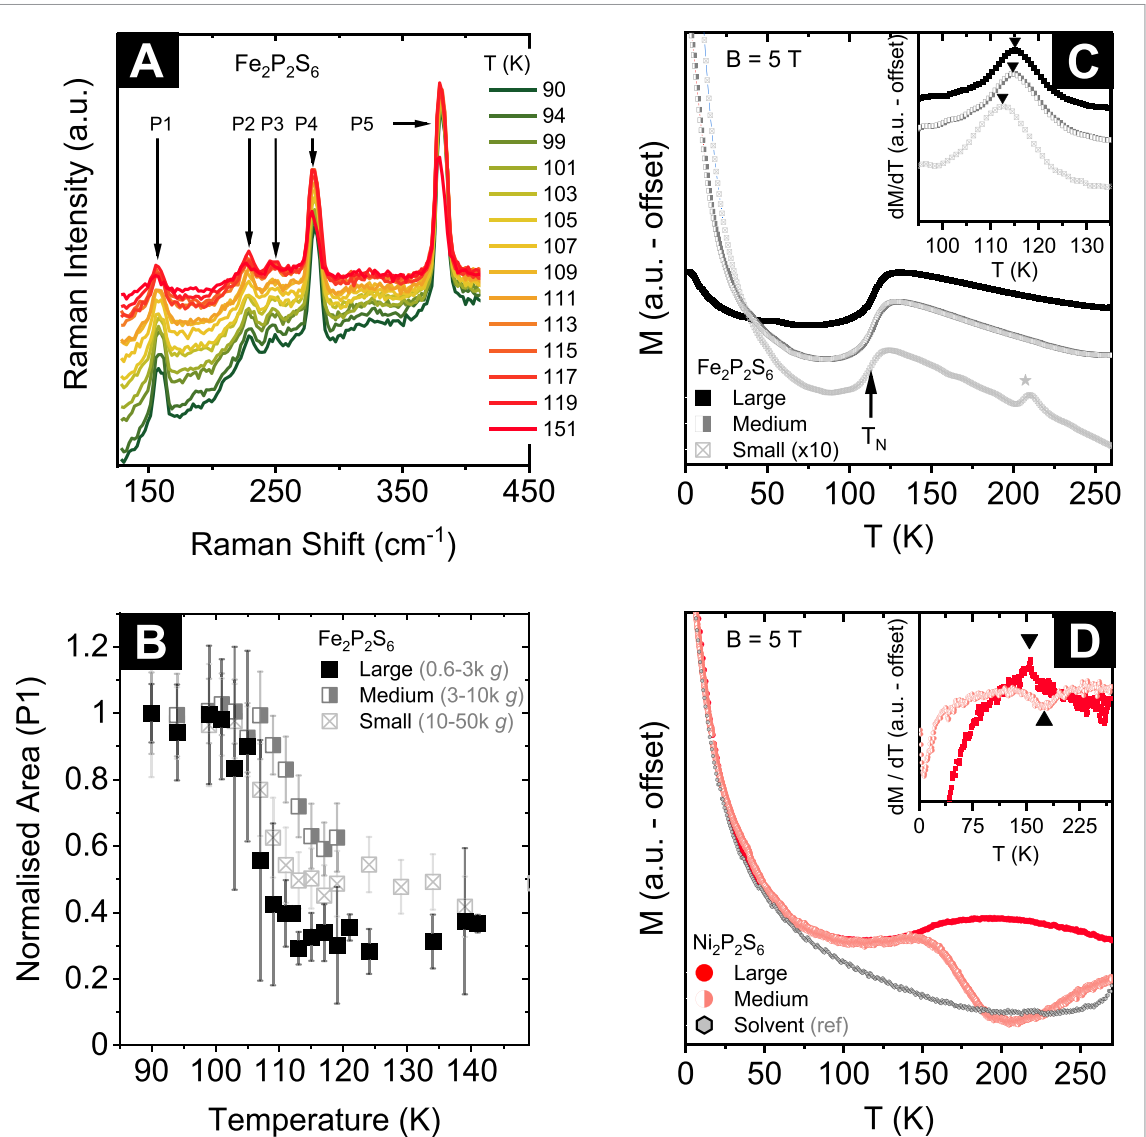 A
Fe2P2S6
T (K)
P1
P2
P3
P4
P5
90
94
99
101
103
105
107
109
111
113
115
117
119
151
Raman Intensity (a.u.)
150
250
350
450
Raman Shift (cm-1)
C
B = 5 T
dM/dT (a.u. - offset)
100
110
120
130
T (K)
M (a.u. - offset)
Fe2P2S6
Large
Medium
Small (x10)
TN
0
50
100
150
200
250
T (K)
B
Fe2P2S6
Large (0.6-3k g)
Medium (3-10k g)
Small (10-50k g)
Normalised Area (P1)
1.2
1
0.8
0.6
0.4
0.2
0
90
100
110
120
130
140
Temperature (K)
D
B = 5 T
dM / dT (a.u. - offset)
0
75
150
225
T (K)
M (a.u. - offset)
Ni2P2S6
Large
Medium
Solvent (ref)
0
50
100
150
200
250
T (K)